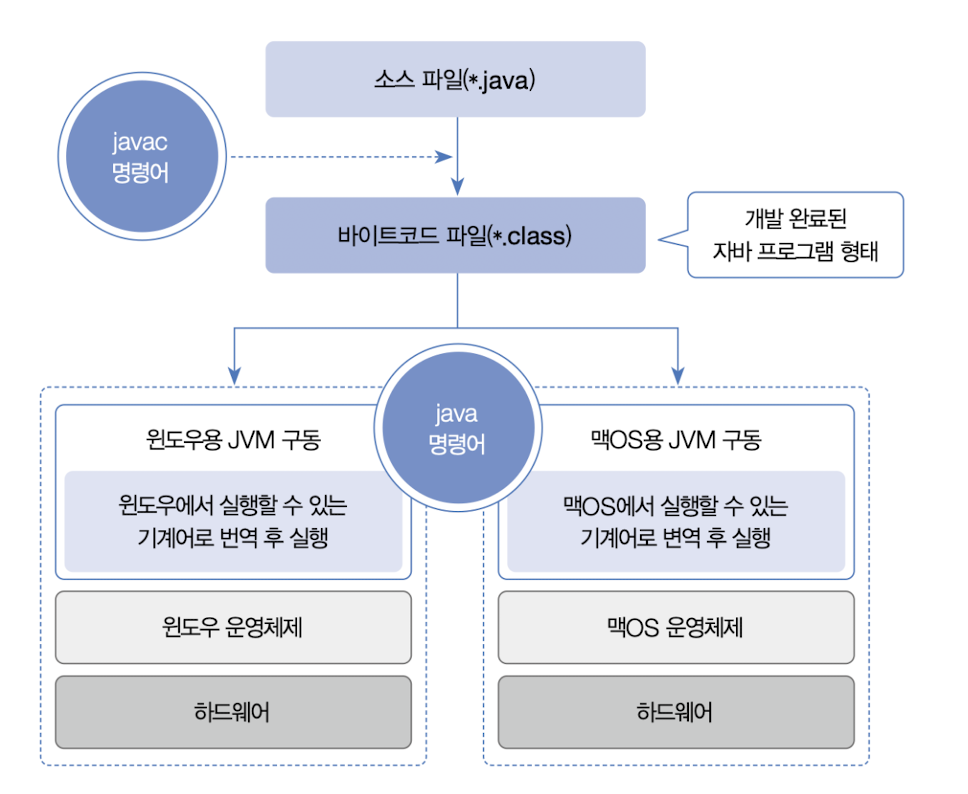 소스 파일(*.java)
javac
명령어
바이트코드 파일(*.class)
개발 완료된
자바 프로그램 형태
java
명령어
윈도우용 JVM 구동
윈도우에서 실행할 수 있는
기계어로 번역 후 실행
윈도우 운영체제
하드웨어
맥OS용 JVM 구동
맥OS에서 실행할 수 있는
기계어로 변역 후 실행
맥OS 운영체제
하드웨어